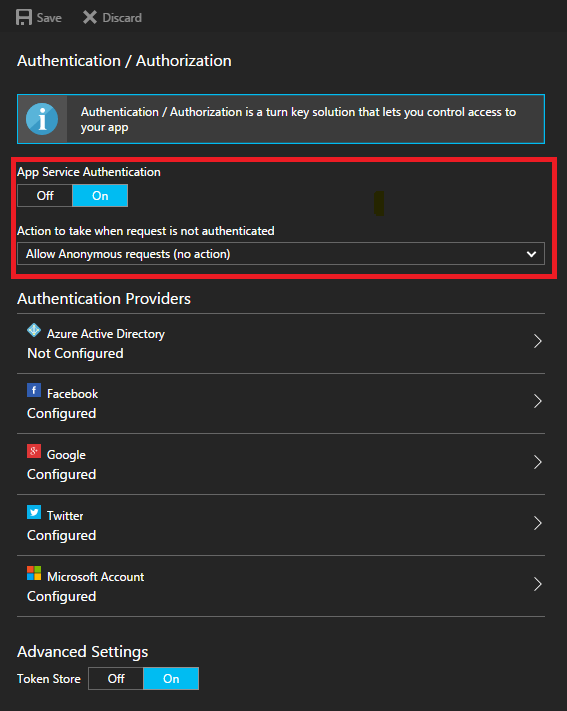 Save Discard
Authentication / Authorization
Authentication / Authorization is a turn key solution that lets you control access to
your app
App Service Authentication
Off On
Action to take when request is not authenticated
Allow Anonymous requests (no action)
Authentication Providers
Azure Active Directory
Not Configured
Facebook
Configured
Google
Configured
Twitter
Configured
Microsoft Account
Configured
Advanced Settings
Token Store Off On